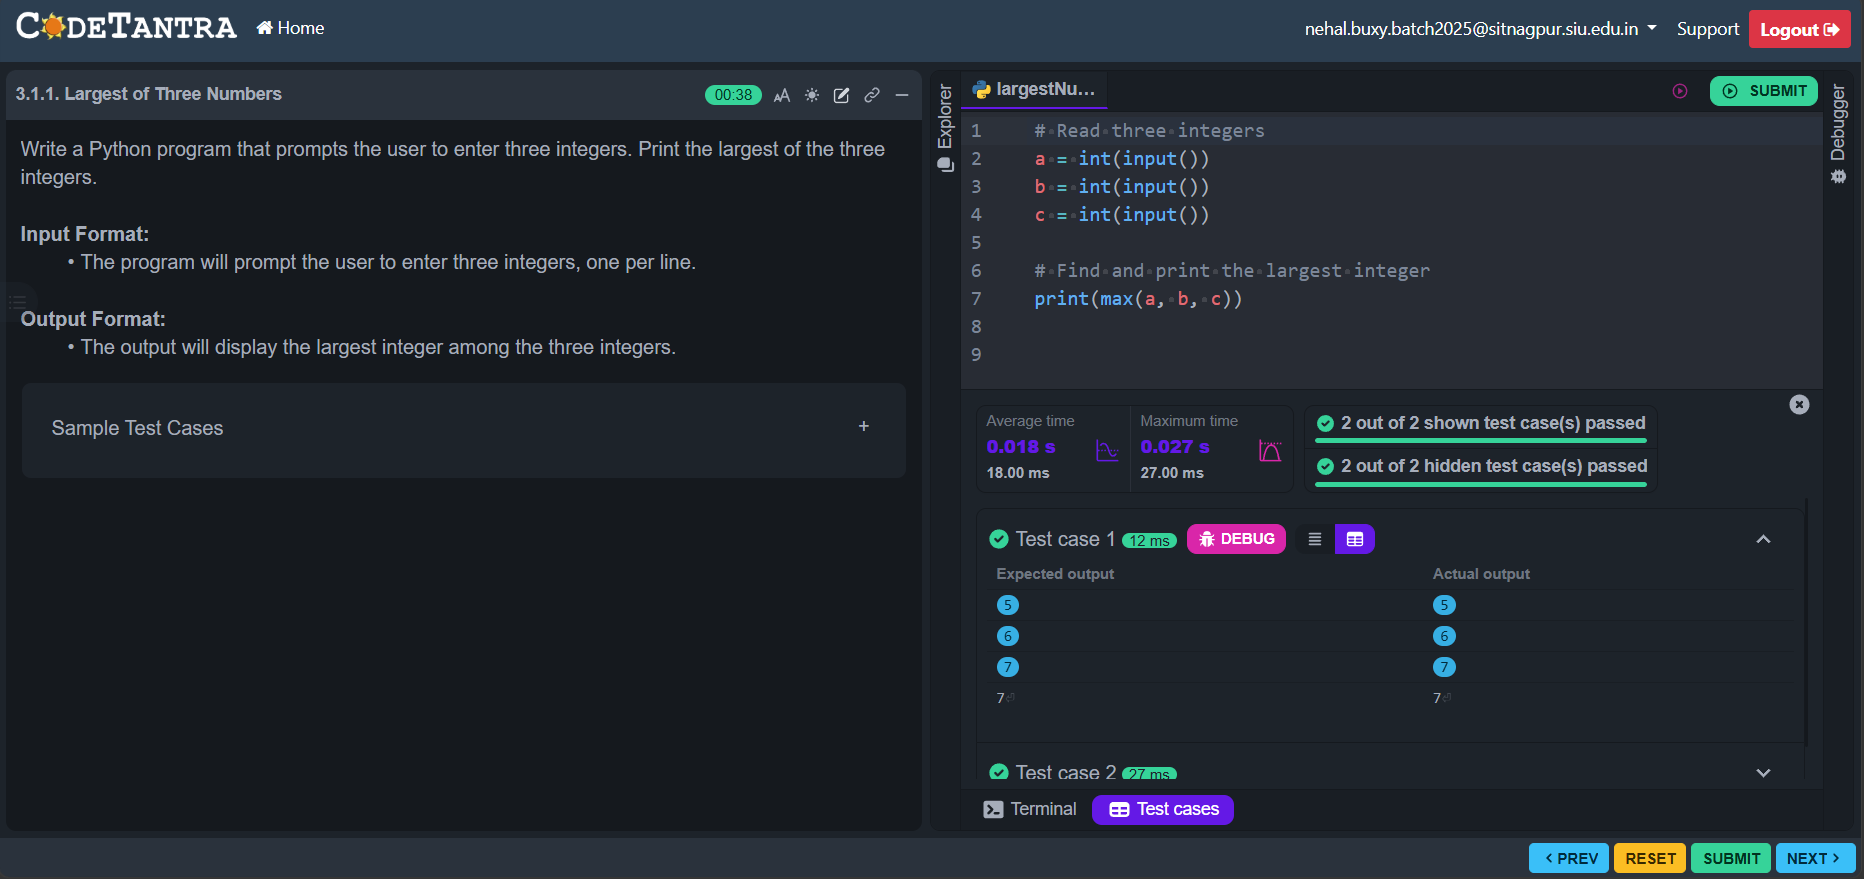 CODETANTRA Home nehal.buxy.batch2025@sitnagpur.siu.edu.in Support Logout
3.1.1. Largest of Three Numbers 00:38
Write a Python program that prompts the user to enter three integers. Print the largest of the three
integers.
Input Format:
• The program will prompt the user to enter three integers, one per line.
Output Format:
• The output will display the largest integer among the three integers.
Sample Test Cases +
Explorer
largestNu...
SUBMIT
Debugger
1 # Read three integers
2 a = int(input())
3 b = int(input())
4 c = int(input())
5
6 # Find and print the largest integer
7 print(max(a, b, c))
8
9
Average time
0.018 s
18.00 ms
Maximum time
0.027 s
27.00 ms
2 out of 2 shown test case(s) passed
2 out of 2 hidden test case(s) passed
Test case 1 12 ms DEBUG
Expected output Actual output
5 5
6 6
7 7
7⏎ 7⏎
Test case 2 27 ms
Terminal Test cases
< PREV RESET SUBMIT NEXT >